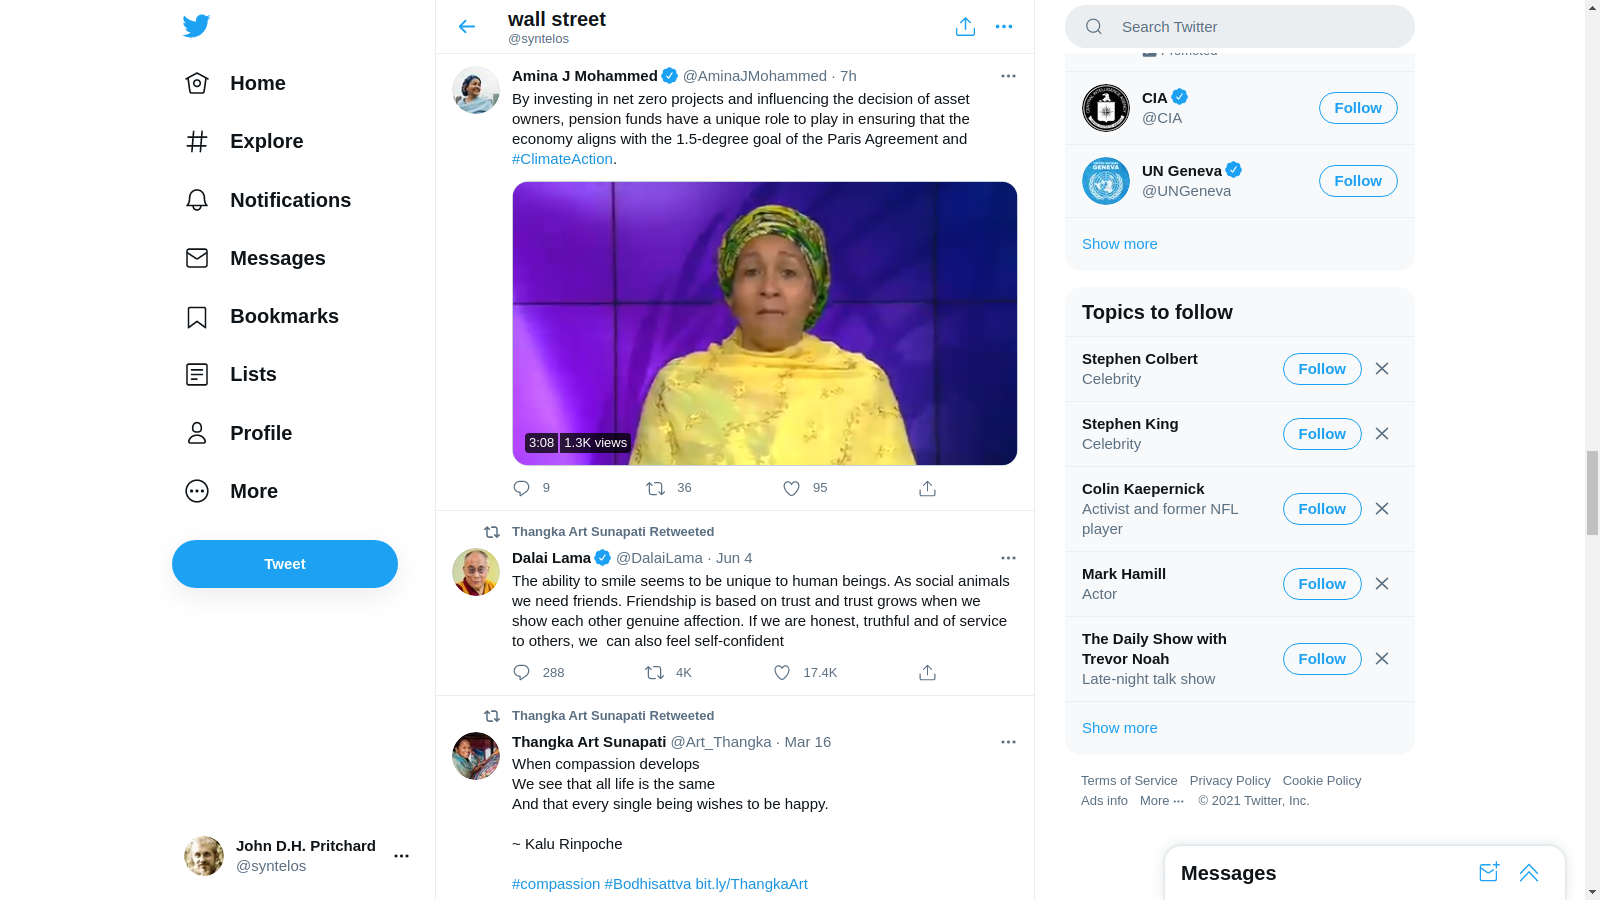 Home
Explore
Notifications
Messages
Bookmarks
Lists
Profile
More
Tweet
John D.H. Pritchard
@syntelos
wall street
@syntelos
Amina J Mohammed @AminaJMohammed · 7h
By investing in net zero projects and influencing the decision of asset
owners, pension funds have a unique role to play in ensuring that the
economy aligns with the 1.5-degree goal of the Paris Agreement and
#ClimateAction.
3:08 1.3K views
9 36 95
Thangka Art Sunapati Retweeted
Dalai Lama @DalaiLama · Jun 4
The ability to smile seems to be unique to human beings. As social animals
we need friends. Friendship is based on trust and trust grows when we
show each other genuine affection. If we are honest, truthful and of service
to others, we  can also feel self-confident
288 4K 17.4K
Thangka Art Sunapati Retweeted
Thangka Art Sunapati @Art_Thangka · Mar 16
When compassion develops
We see that all life is the same
And that every single being wishes to be happy.
~ Kalu Rinpoche
#compassion #Bodhisattva bit.ly/ThangkaArt
Search Twitter
Promoted
CIA
@CIA
Follow
UN Geneva
@UNGeneva
Follow
Show more
Topics to follow
Stephen Colbert
Celebrity
Follow
Stephen King
Celebrity
Follow
Colin Kaepernick
Activist and former NFL
player
Follow
Mark Hamill
Actor
Follow
The Daily Show with
Trevor Noah
Late-night talk show
Follow
Show more
Terms of Service Privacy Policy Cookie Policy
Ads info More ··· © 2021 Twitter, Inc.
Messages